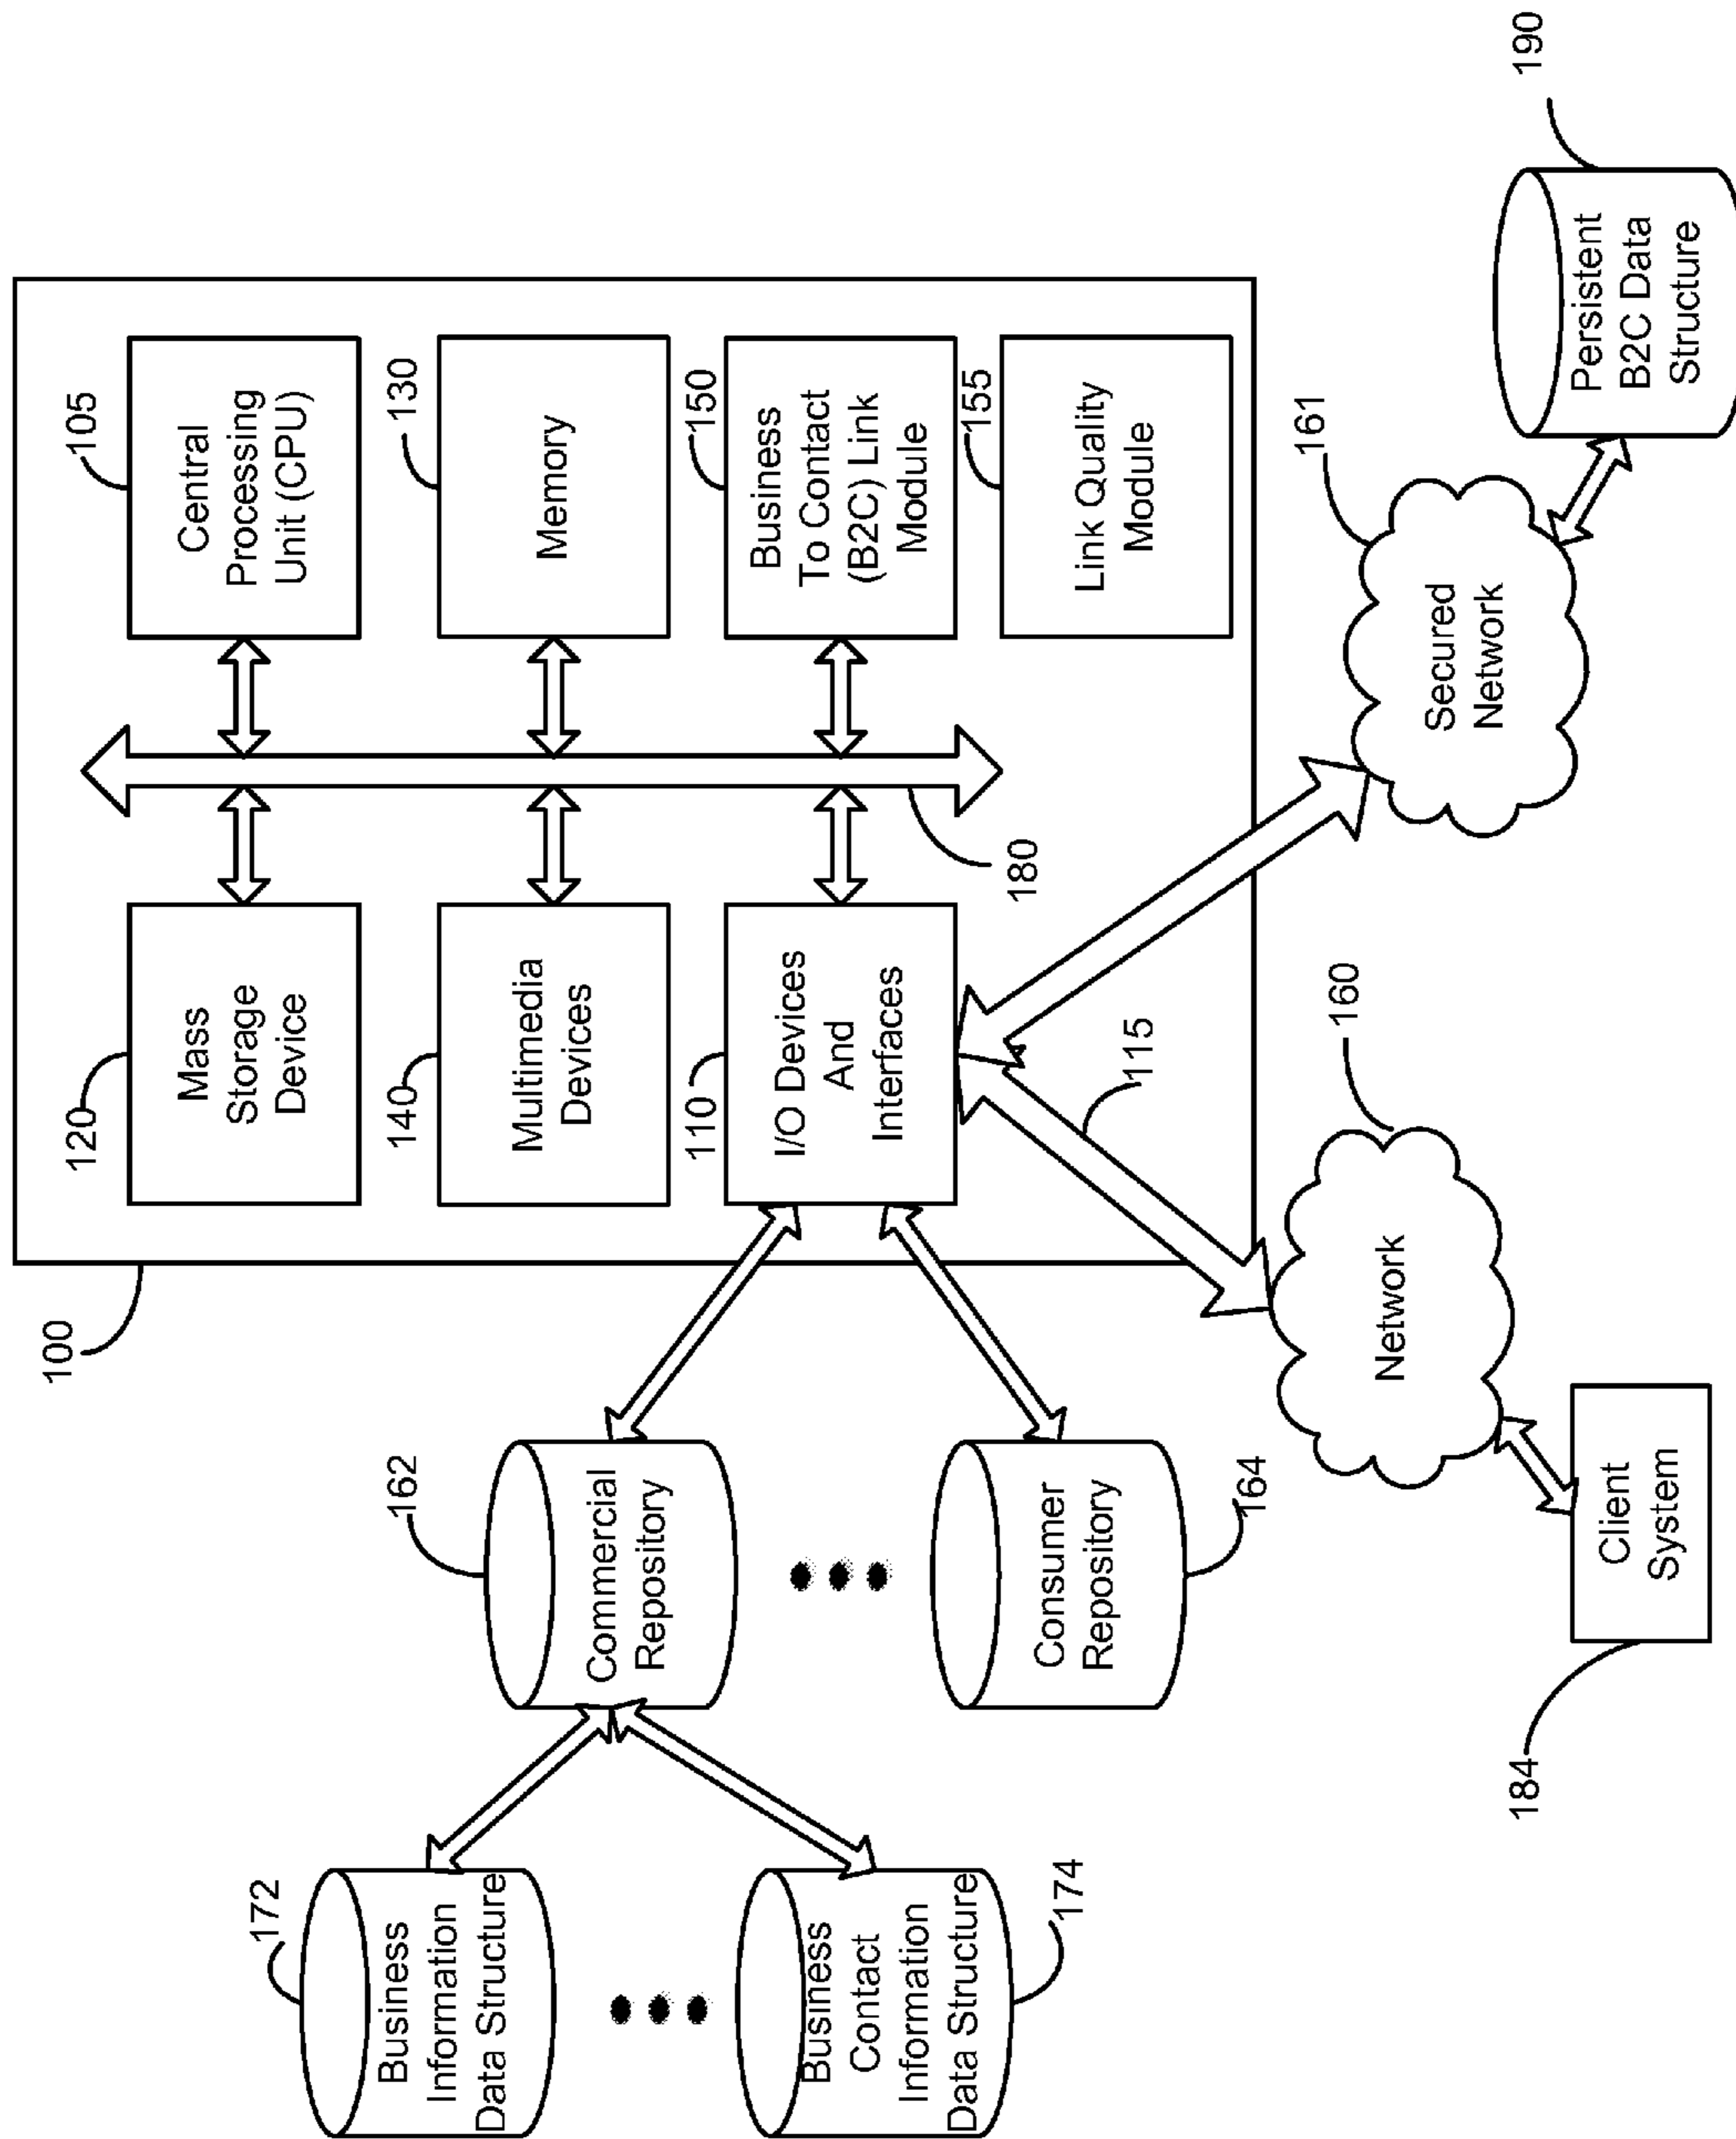 100
120
Mass
Storage
Device
105
Central
Processing
Unit (CPU)
140
Multimedia
Devices
130
Memory
110
I/O Devices
And
Interfaces
150
Business
To Contact
(B2C) Link
Module
180
155
Link Quality
Module
172
Business
Information
Data Structure
162
Commercial
Repository
174
Business
Contact
Information
Data Structure
164
Consumer
Repository
115
160
Network
161
Secured
Network
184
Client
System
190
Persistent
B2C Data
Structure